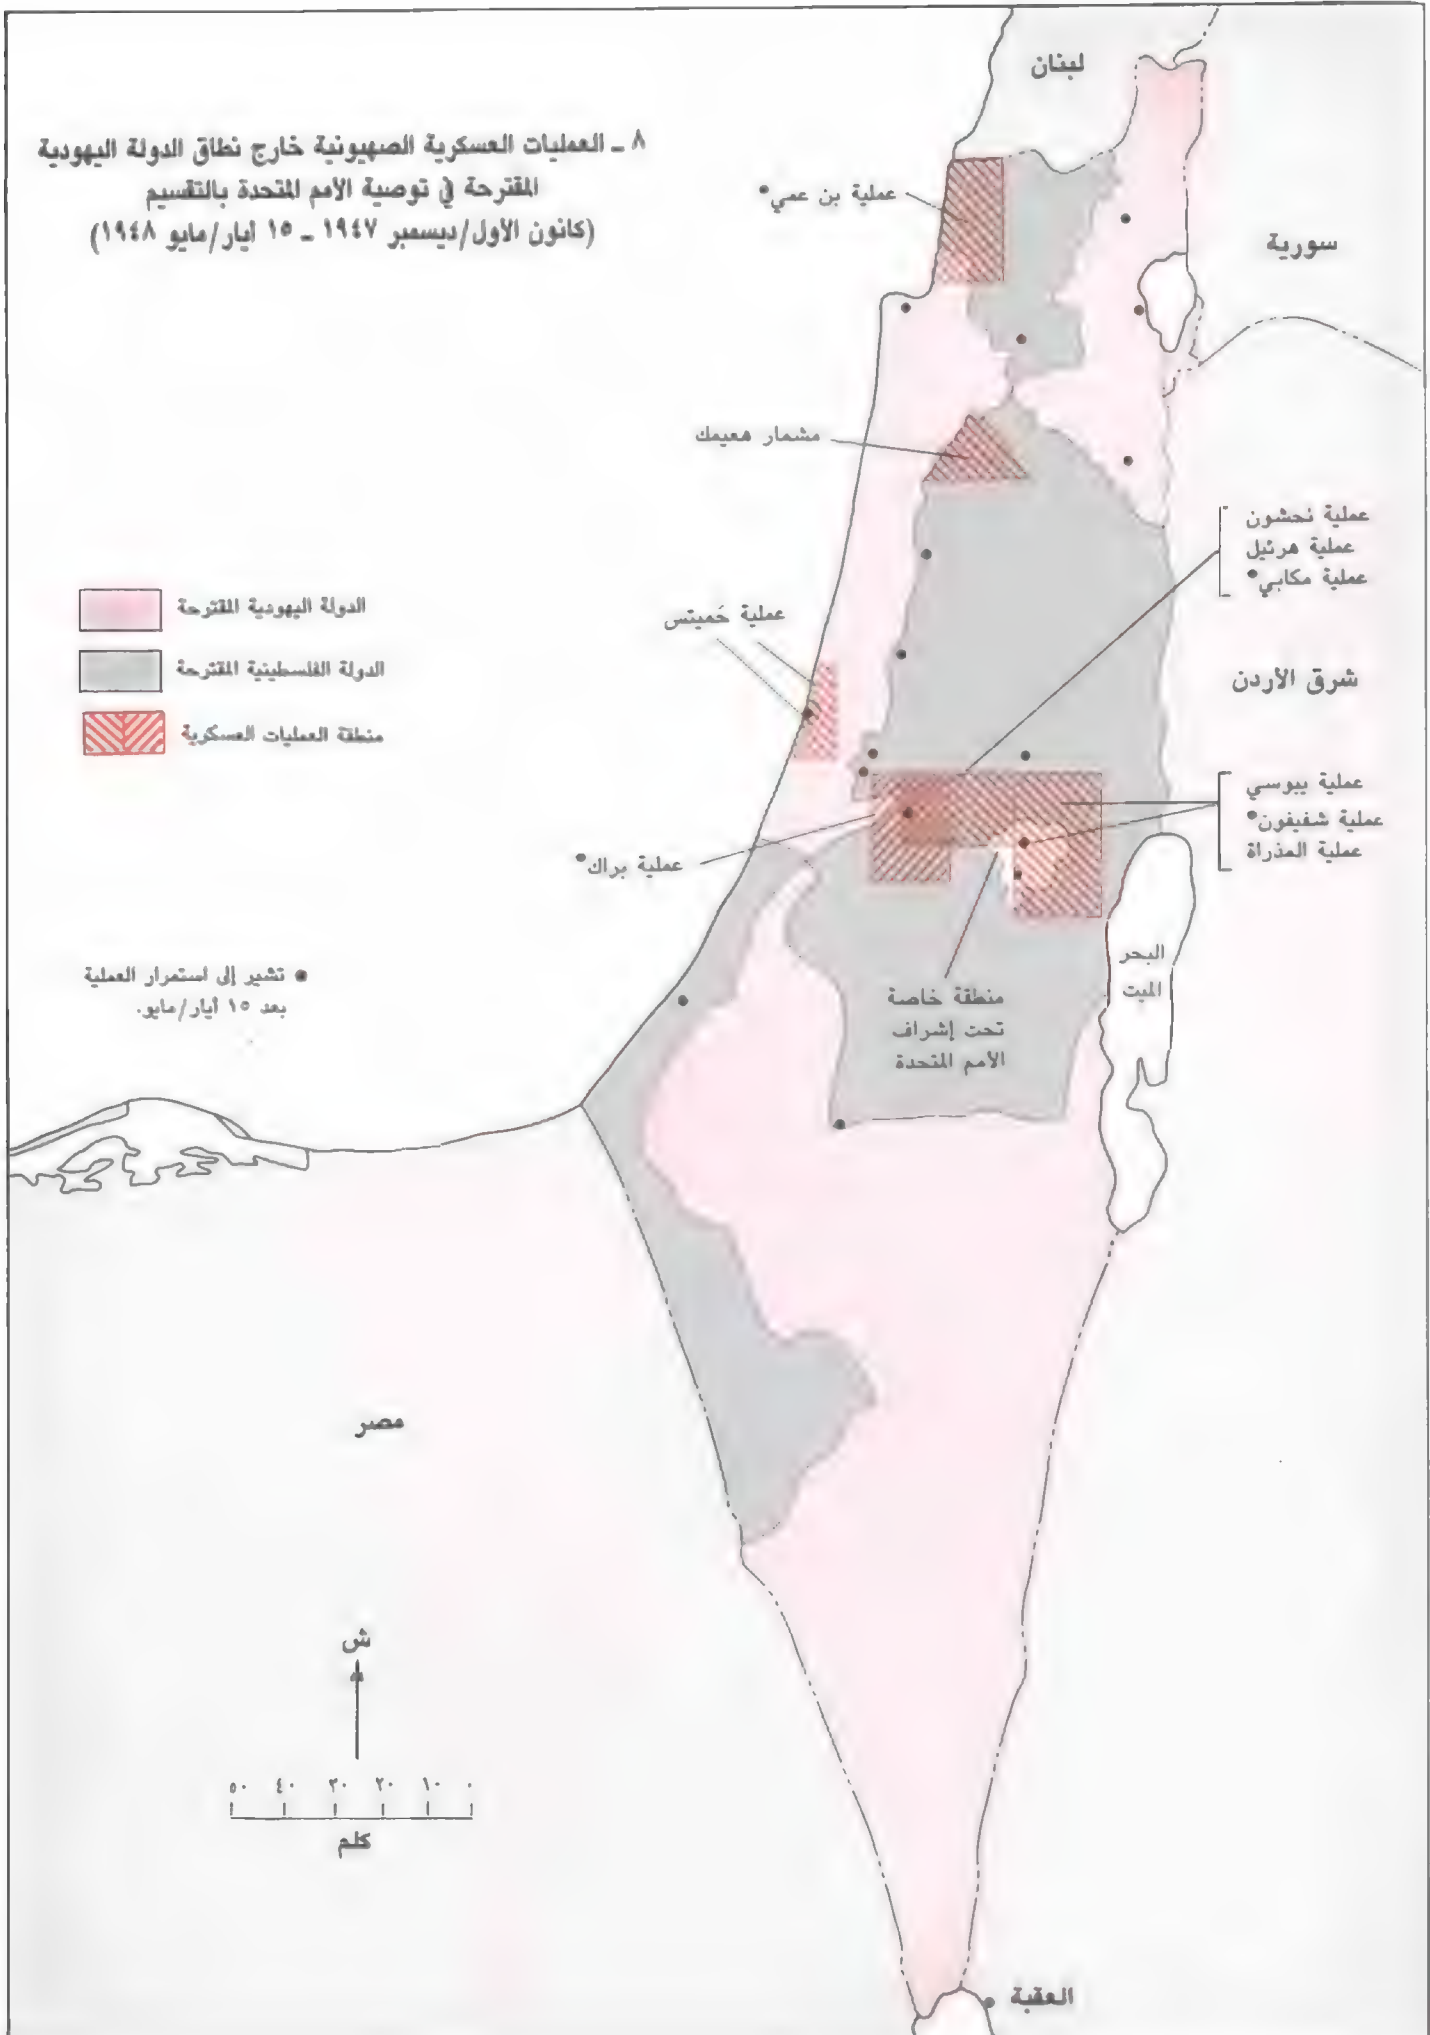 ٨ ـ العمليات العسكرية الصهيونية خارج نطاق الدولة اليهودية
المقترحة في توصية الأمم المتحدة بالتقسيم
(كانون الأول/ديسمبر ١٩٤٧ ـ ١٥ أيار/مايو ١٩٤٨)
لبنان
سورية
عملية بن عمي•
مشمار هعيمك
عملية نحشون
عملية هرئيل
عملية مكابي•
الدولة اليهودية المقترحة
الدولة الفلسطينية المقترحة
منطقة العمليات العسكرية
عملية حَميتس
شرق الأردن
عملية يبوسي
عملية شفيفون•
عملية المذراة
عملية براك•
• تشير إلى استمرار العملية
بعد ١٥ أيار/مايو.
منطقة خاصة
تحت إشراف
الأمم المتحدة
البحر
الميت
مصر
ش
٥٠ ٤٠ ٣٠ ٢٠ ١٠ ٠
كلم
العقبة